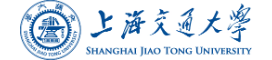 上海交通大學
SHANGHAI JIAO TONG UNIVERSITY